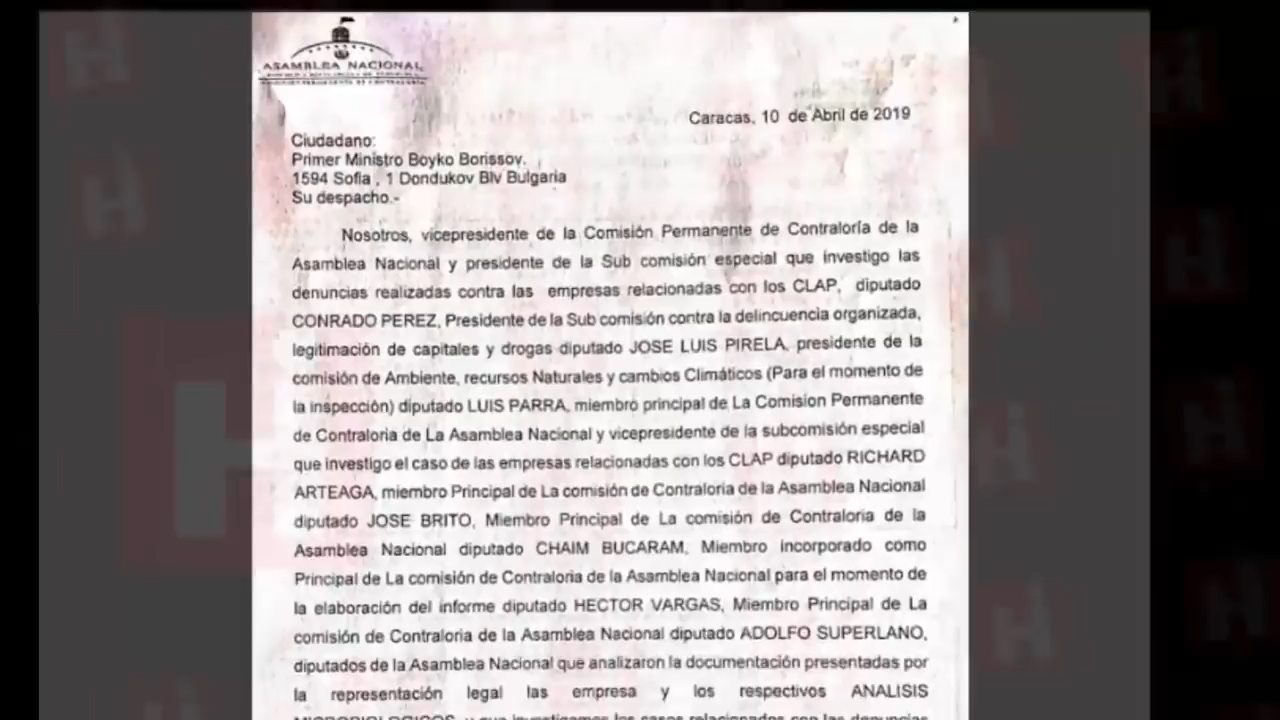 ASAMBLEA NACIONAL
Caracas, 10 de Abril de 2019
Ciudadano:
Primer Ministro Boyko Borissov.
1594 Sofia , 1 Dondukov Blv Bulgaria
Su despacho.-
Nosotros, vicepresidente de la Comisión Permanente de Contraloría de la
Asamblea Nacional y presidente de la Sub comisión especial que investigo las
denuncias realizadas contra las empresas relacionadas con los CLAP, diputado
CONRADO PEREZ, Presidente de la Sub comisión contra la delincuencia organizada,
legitimación de capitales y drogas diputado JOSE LUIS PIRELA, presidente de la
comisión de Ambiente, recursos Naturales y cambios Climáticos (Para el momento de
la inspección) diputado LUIS PARRA, miembro principal de La Comision Permanente
de Contraloria de La Asamblea Nacional y vicepresidente de la subcomisión especial
que investigo el caso de las empresas relacionadas con los CLAP diputado RICHARD
ARTEAGA, miembro Principal de La comisión de Contraloria de la Asamblea Nacional
diputado JOSE BRITO, Miembro Principal de La comisión de Contraloria de la
Asamblea Nacional diputado CHAIM BUCARAM, Miembro incorporado como
Principal de La comisión de Contraloria de la Asamblea Nacional para el momento de
la elaboración del informe diputado HECTOR VARGAS, Miembro Principal de La
comisión de Contraloria de la Asamblea Nacional diputado ADOLFO SUPERLANO,
diputados de la Asamblea Nacional que analizaron la documentación presentadas por
la representación legal las empresa y los respectivos ANALISIS
MICROBIOLOGICOS, y que investigamos los casos relacionados con las denuncias